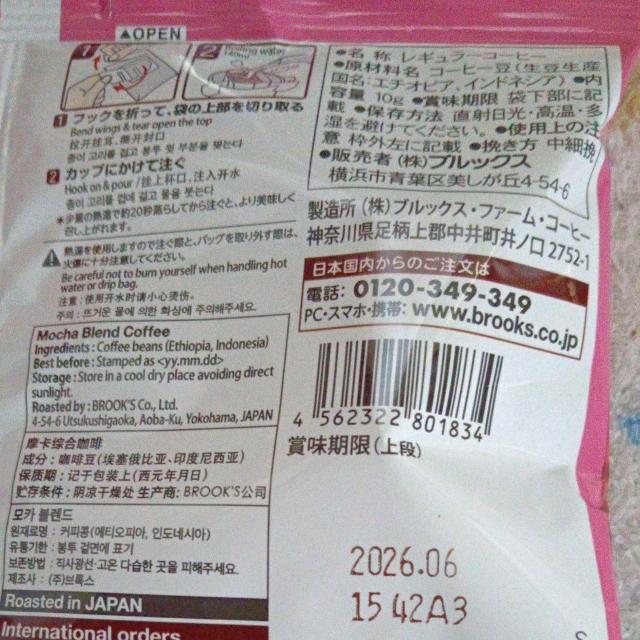 ▲OPEN
1
2
Boiling water
1 フックを折って、袋の上部を切り取る
Bend wings & tear open the top
拉开挂耳、撕开封口
종이 고리를 접고 봉투 윗 부분을 찢는다
2 カップにかけて注ぐ
Hook on & pour / 挂上杯口、注入开水
종이 고리를 컵에 걸고 물을 붓는다
*少量の熱湯で約20秒蒸らしてから注ぐと、より美味しく
召し上がれます。
熱湯を使用しますので注ぐ際と、バッグを取り外す際は、
火傷に十分注意してください。
Be careful not to burn yourself when handling hot
water or drip bag.
注意：使用开水时请小心烫伤。
주의 : 뜨거운 물에 의한 화상에 주의해주세요.
Mocha Blend Coffee
Ingredients : Coffee beans (Ethiopia, Indonesia)
Best before : Stamped as <yy.mm.dd>
Storage : Store in a cool dry place avoiding direct
sunlight.
Roasted by : BROOK'S Co., Ltd.
4-54-6 Utsukushigaoka, Aoba-Ku, Yokohama, JAPAN
摩卡综合咖啡
成分：咖啡豆(埃塞俄比亚、印度尼西亚)
保质期：记于包装上(西元年月日)
贮存条件：阴凉干燥处 生产商：BROOK'S公司
모카 블렌드
원재료명 : 커피콩(에티오피아, 인도네시아)
유통기한 : 봉투 겉면에 표기
보존방법 : 직사광선·고온 다습한 곳을 피해주세요.
제조사 : (주)브룩스
Roasted in JAPAN
International orders
●名 称 レギュラーコーヒー
●原材料名 コーヒー豆(生豆生産
国名:エチオピア、インドネシア) ●内
容量 10g ●賞味期限 袋下部に記
載 ●保存方法 直射日光・高温・多
湿を避けてください。●使用上の注
意 枠外左に記載 ●挽き方 中細挽
●販売者 (株)ブルックス
横浜市青葉区美しが丘4-54-6
製造所 (株)ブルックス・ファーム・コーヒー
神奈川県足柄上郡中井町井ノ口 2752-1
日本国内からのご注文は
電話: 0120-349-349
PC・スマホ・携帯: www.brooks.co.jp
4 562322 801834
賞味期限(上段)
2026.06
15 42A3